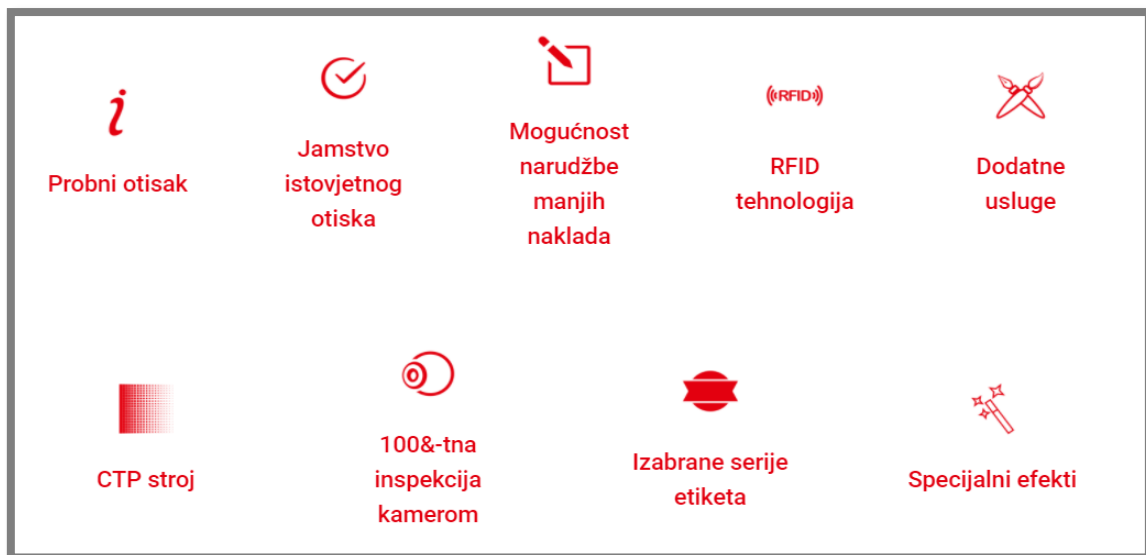 Probni otisak
Jamstvo
istovjetnog
otiska
Mogućnost
narudžbe
manjih
naklada
((RFID))
RFID
tehnologija
Dodatne
usluge
CTP stroj
100&-tna
inspekcija
kamerom
Izabrane serije
etiketa
Specijalni efekti